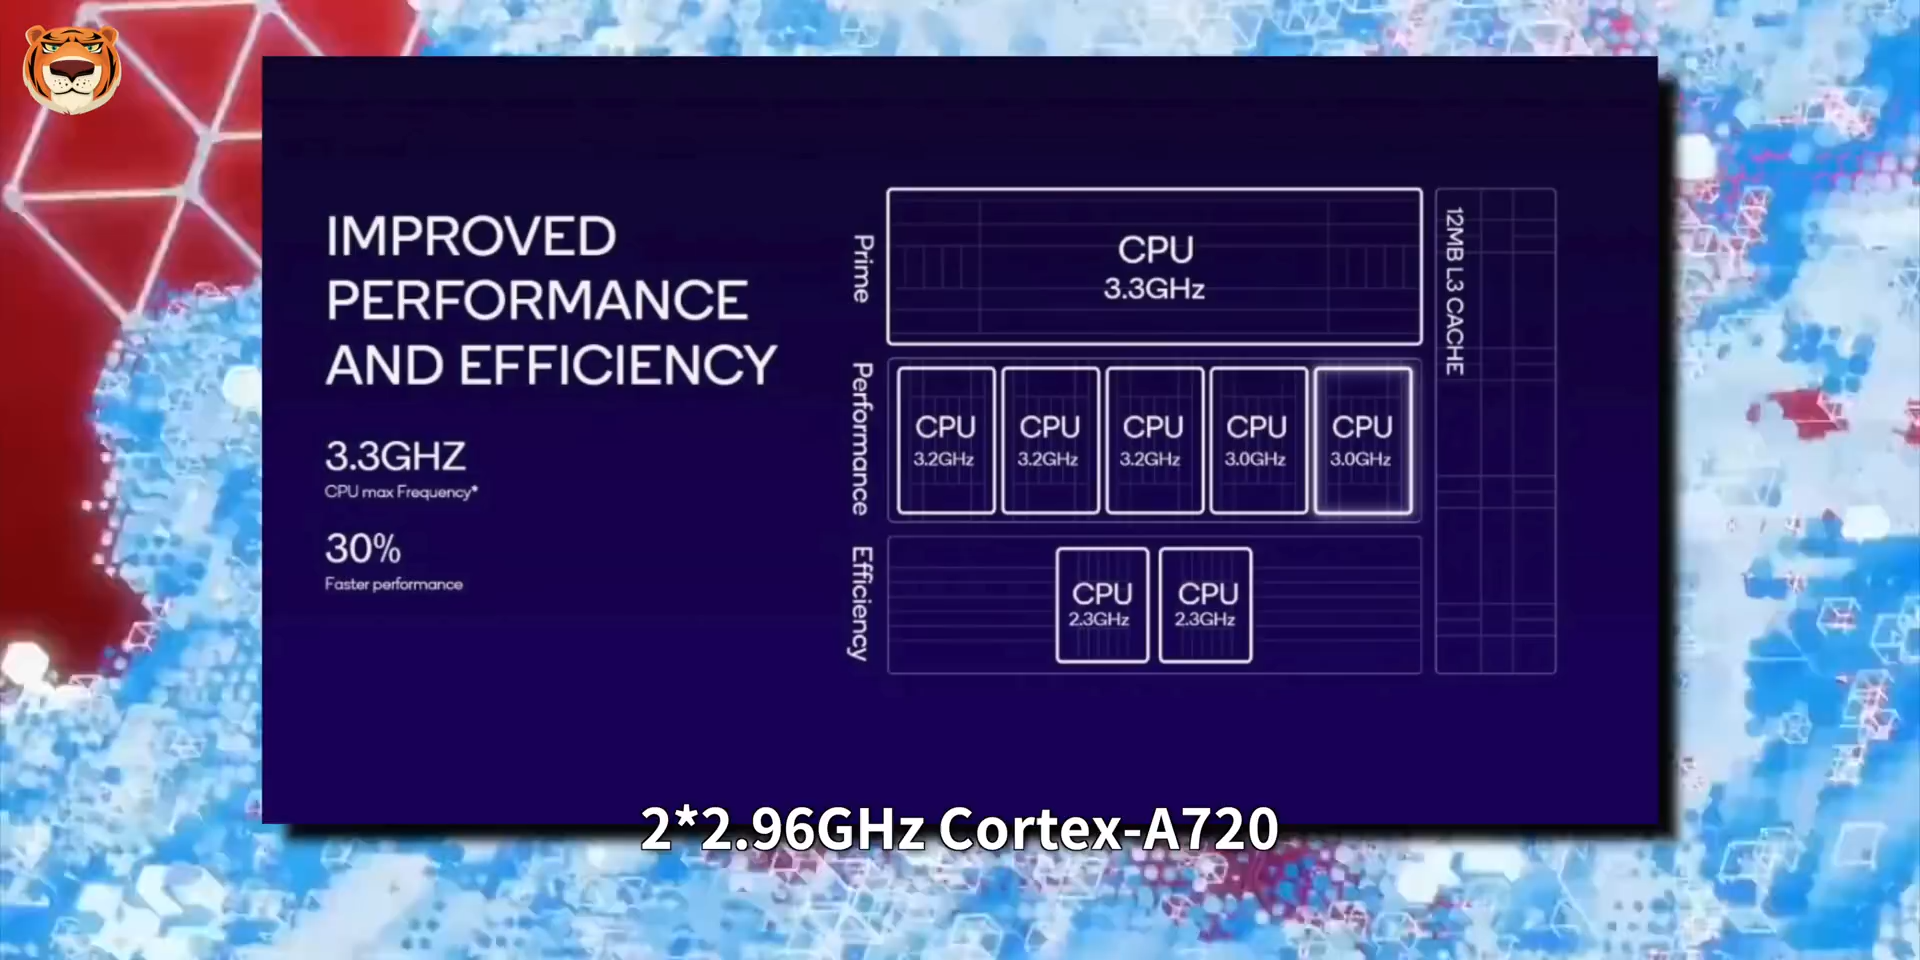 IMPROVED
PERFORMANCE
AND EFFICIENCY
3.3GHZ
CPU max Frequency*
30%
Faster performance
Prime
CPU
3.3GHz
Performance
CPU
3.2GHz
CPU
3.2GHz
CPU
3.2GHz
CPU
3.0GHz
CPU
3.0GHz
Efficiency
CPU
2.3GHz
CPU
2.3GHz
12MB L3 CACHE
2*2.96GHz Cortex-A720